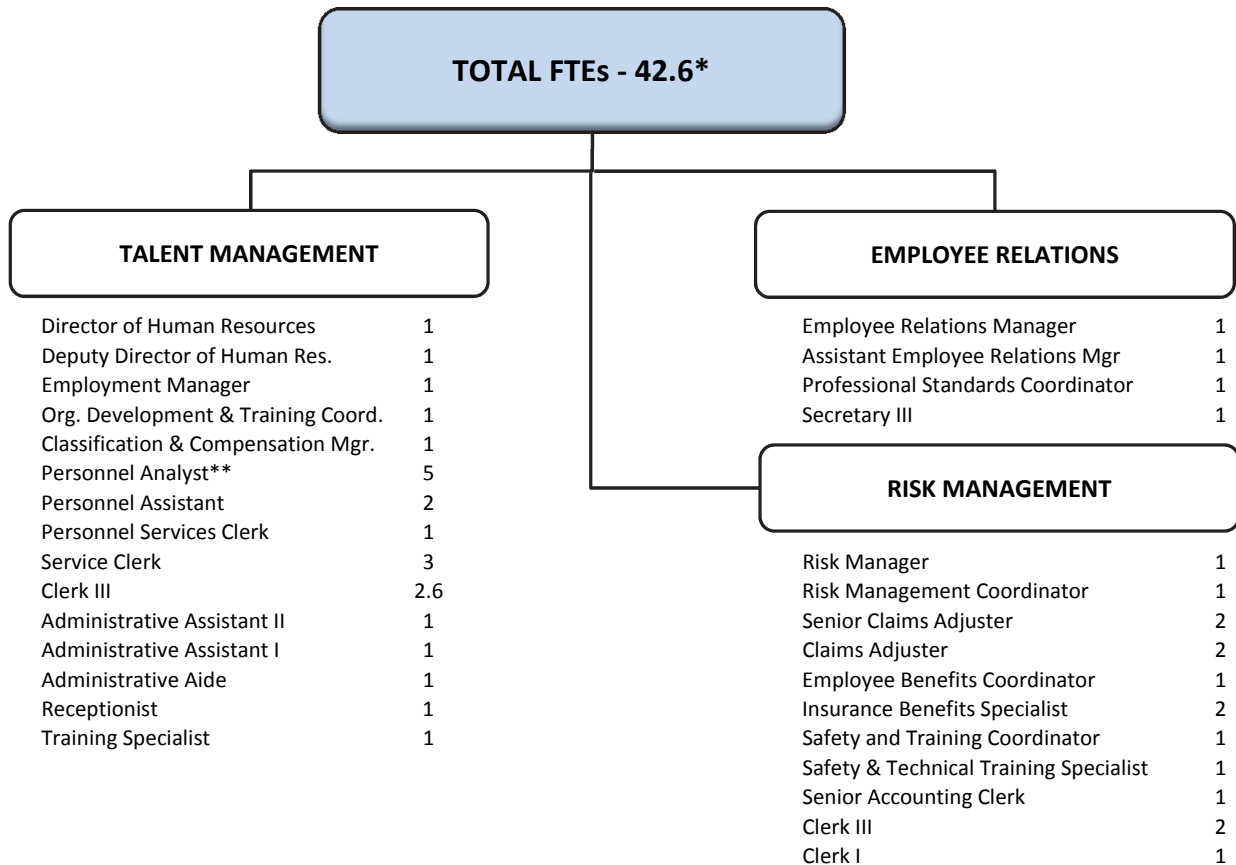 TOTAL FTEs - 42.6*
TALENT MANAGEMENT
Director of Human Resources 1
Deputy Director of Human Res. 1
Employment Manager 1
Org. Development & Training Coord. 1
Classification & Compensation Mgr. 1
Personnel Analyst** 5
Personnel Assistant 2
Personnel Services Clerk 1
Service Clerk 3
Clerk III 2.6
Administrative Assistant II 1
Administrative Assistant I 1
Administrative Aide 1
Receptionist 1
Training Specialist 1
EMPLOYEE RELATIONS
Employee Relations Manager 1
Assistant Employee Relations Mgr 1
Professional Standards Coordinator 1
Secretary III 1
RISK MANAGEMENT
Risk Manager 1
Risk Management Coordinator 1
Senior Claims Adjuster 2
Claims Adjuster 2
Employee Benefits Coordinator 1
Insurance Benefits Specialist 2
Safety and Training Coordinator 1
Safety & Technical Training Specialist 1
Senior Accounting Clerk 1
Clerk III 2
Clerk I 1